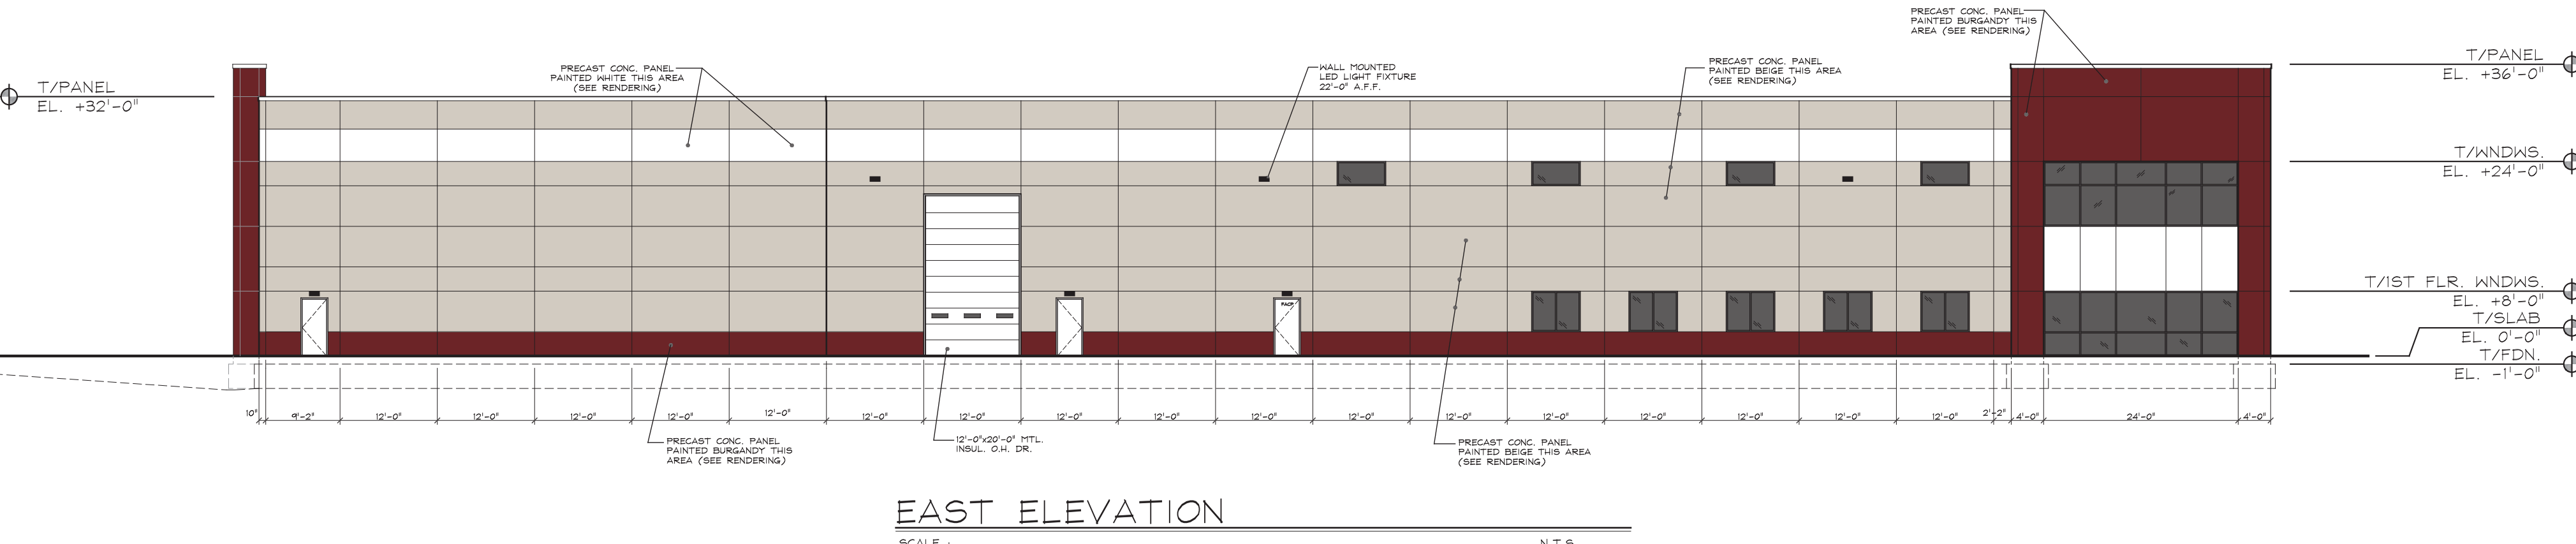 PRECAST CONC. PANEL
PAINTED BURGANDY THIS
AREA (SEE RENDERING)
T/PANEL
EL. +32'-0"
PRECAST CONC. PANEL
PAINTED WHITE THIS AREA
(SEE RENDERING)
WALL MOUNTED
LED LIGHT FIXTURE
22'-0" A.F.F.
PRECAST CONC. PANEL
PAINTED BEIGE THIS AREA
(SEE RENDERING)
T/PANEL
EL. +36'-0"
T/WNDWS.
EL. +24'-0"
T/1ST FLR. WNDWS.
EL. +8'-0"
T/SLAB
EL. 0'-0"
T/FDN.
EL. -1'-0"
FACP
10" 9'-2" 12'-0" 12'-0" 12'-0" 12'-0" 12'-0" 12'-0" 12'-0" 12'-0" 12'-0" 12'-0" 12'-0" 12'-0" 12'-0" 12'-0" 12'-0" 12'-0" 12'-0" 2'-2" 4'-0" 24'-0" 4'-0"
PRECAST CONC. PANEL
PAINTED BURGANDY THIS
AREA (SEE RENDERING)
12'-0"x20'-0" MTL.
INSUL. O.H. DR.
PRECAST CONC. PANEL
PAINTED BEIGE THIS AREA
(SEE RENDERING)
EAST ELEVATION
SCALE : N.T.S.